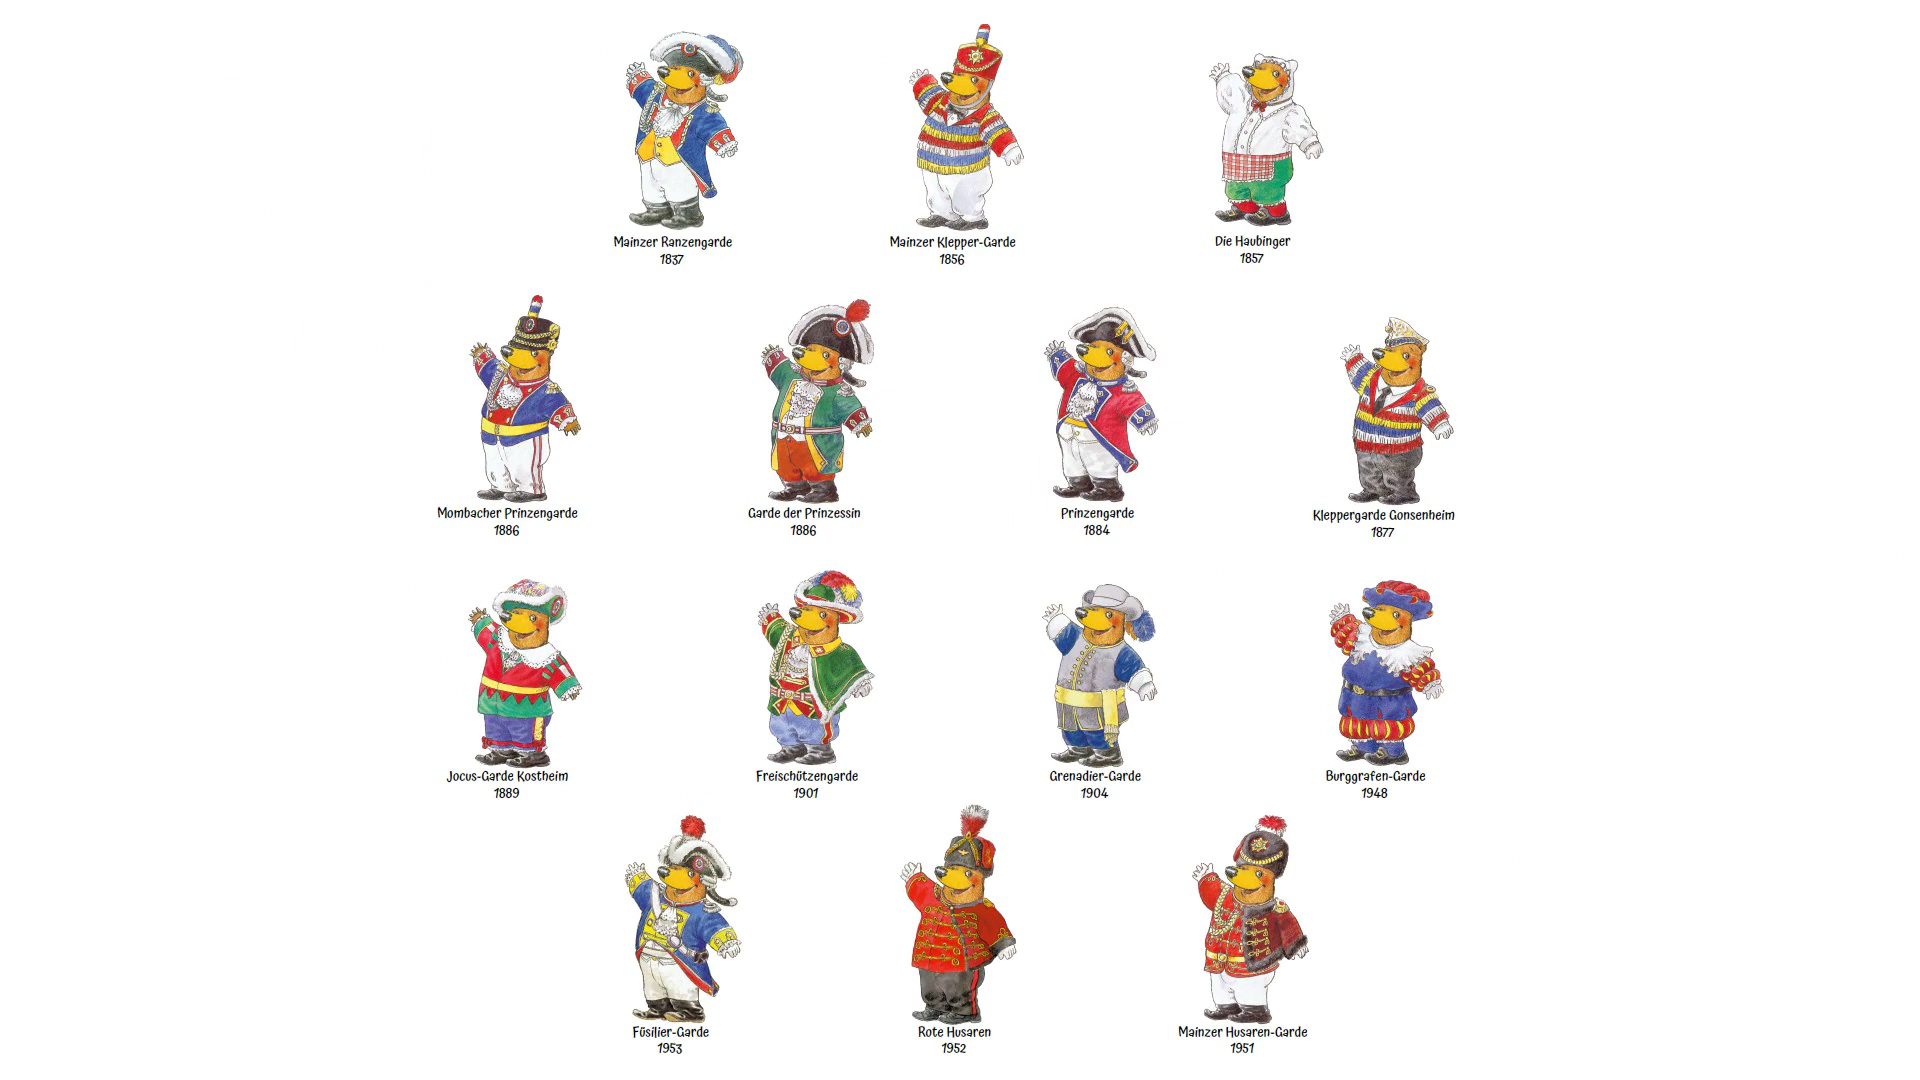 Mainzer Ranzengarde
1837
Mainzer Klepper-Garde
1856
Die Haubinger
1857
Mombacher Prinzengarde
1886
Garde der Prinzessin
1886
Prinzengarde
1884
Kleppergarde Gonsenheim
1877
Jocus-Garde Kostheim
1889
Freischützengarde
1901
Grenadier-Garde
1904
Burggrafen-Garde
1948
Füsilier-Garde
1953
Rote Husaren
1952
Mainzer Husaren-Garde
1951